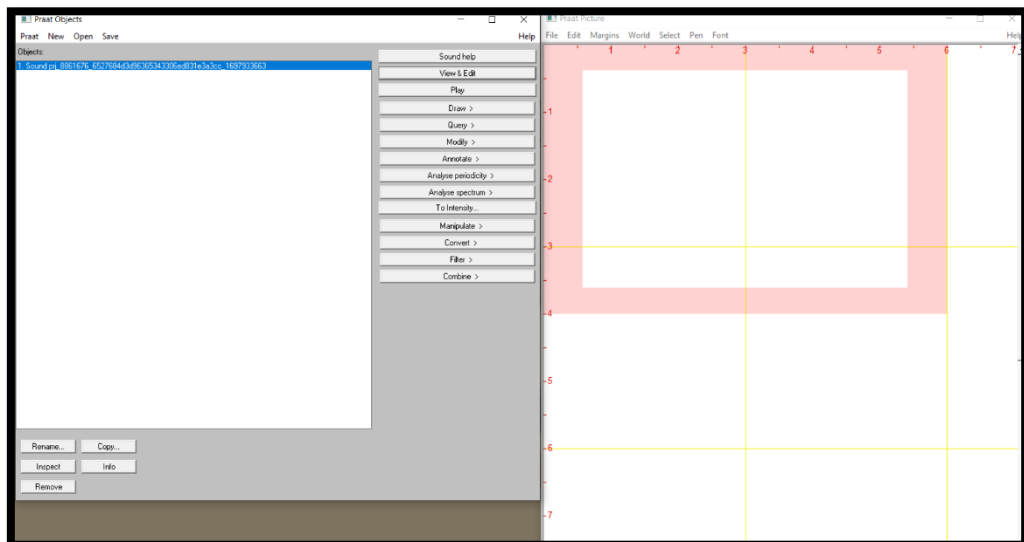 Praat Objects
Praat New Open Save Help
Objects:
1. Sound prj_8861676_6527684d3d96365343306ed831e3a3cc_1697933663
Sound help
View & Edit
Play
Draw >
Query >
Modify >
Annotate >
Analyse periodicity >
Analyse spectrum >
To Intensity...
Manipulate >
Convert >
Filter >
Combine >
Rename... Copy...
Inspect Info
Remove
Praat Picture
File Edit Margins World Select Pen Font Help
1 2 3 4 5 6 7
1
2
3
4
5
6
7